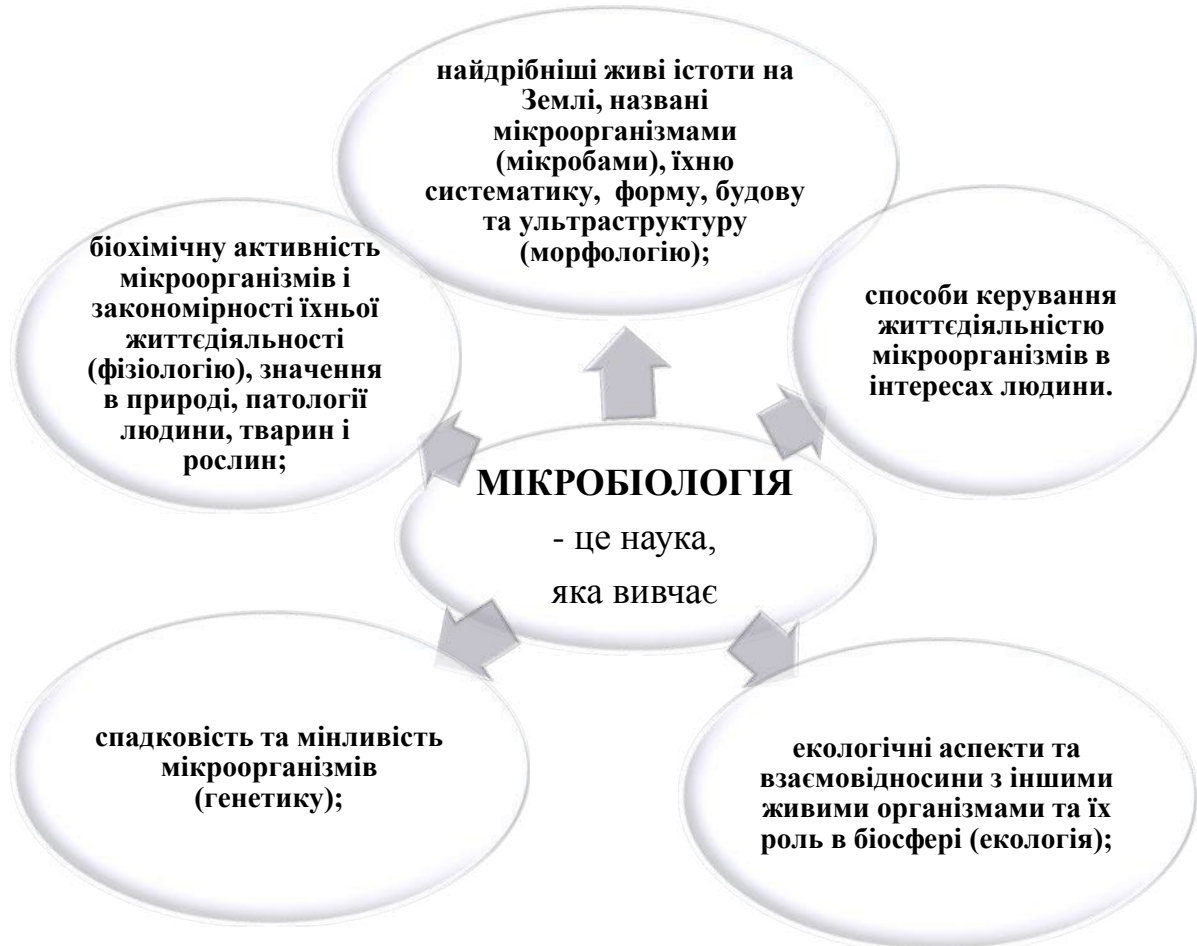 найдрібніші живі істоти на
Землі, названі
мікроорганізмами
(мікробами), їхню
систематику, форму, будову
та ультраструктуру
(морфологію);
біохімічну активність
мікроорганізмів і
закономірності їхньої
життєдіяльності
(фізіологію), значення
в природі, патології
людини, тварин і
рослин;
способи керування
життєдіяльністю
мікроорганізмів в
інтересах людини.
МІКРОБІОЛОГІЯ
- це наука,
яка вивчає
спадковість та мінливість
мікроорганізмів
(генетику);
екологічні аспекти та
взаємовідносини з іншими
живими організмами та їх
роль в біосфері (екологія);